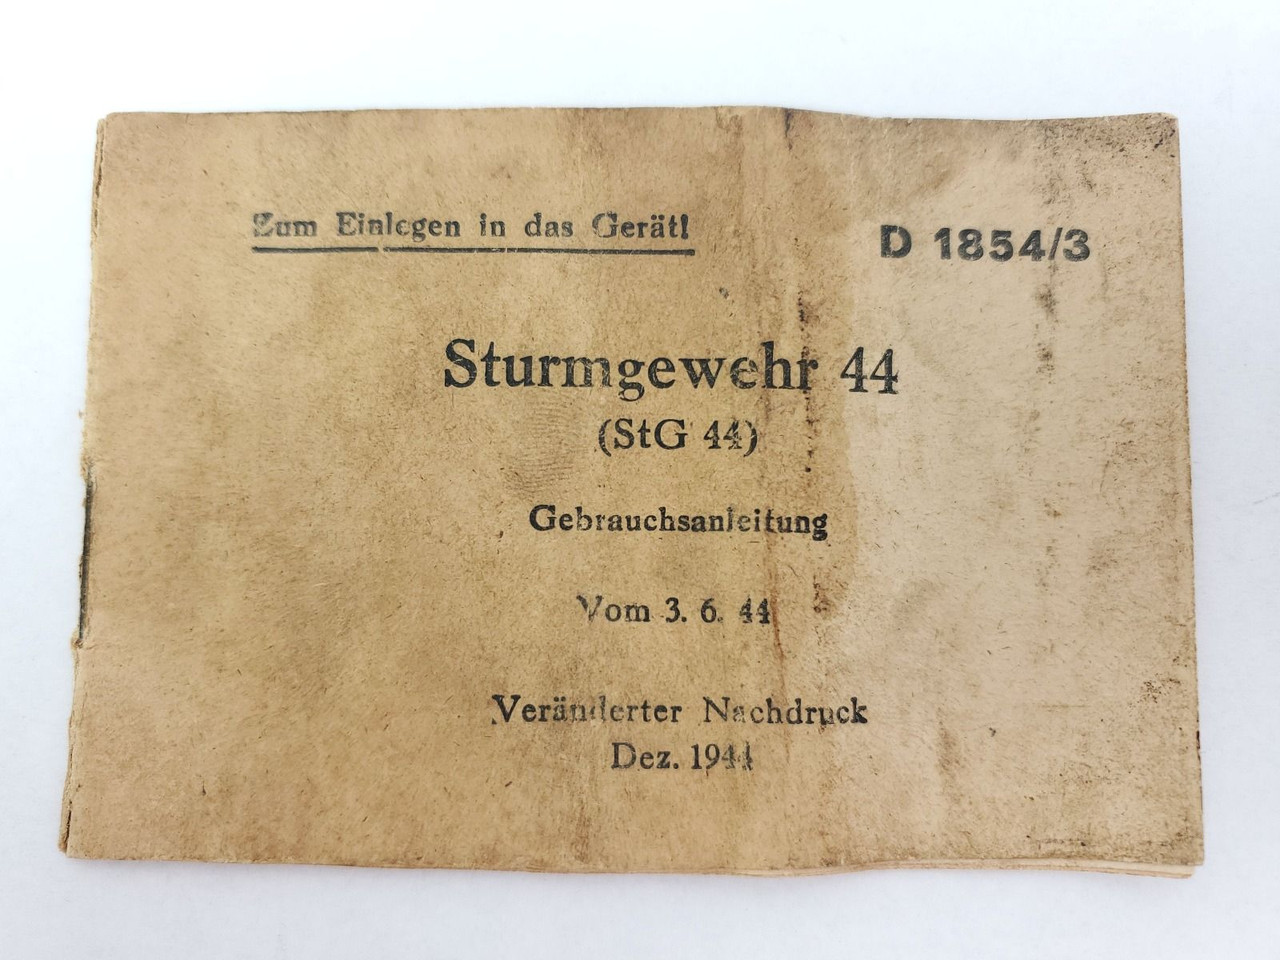 Zum Einlegen in das Gerät!
D 1854/3
Sturmgewehr 44
(StG 44)
Gebrauchsanleitung
Vom 3. 6. 44
Veränderter Nachdruck
Dez. 1944